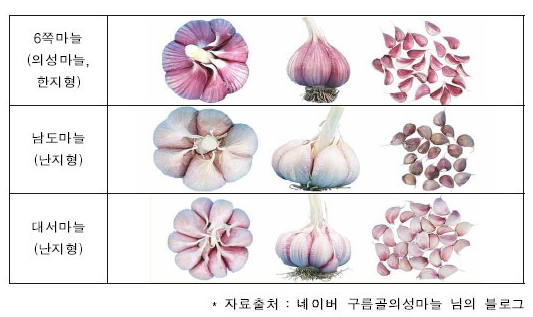 6쪽마늘
(의성마늘,
한지형)
남도마늘
(난지형)
대서마늘
(난지형)
* 자료출처 : 네이버 구름골의성마늘 님의 블로그